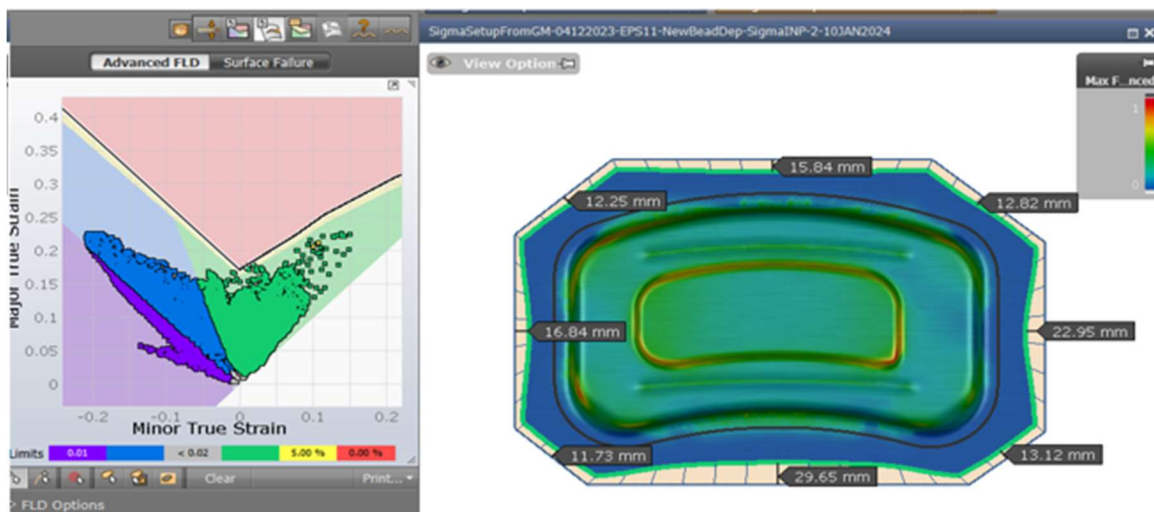 SigmaSetupFromGM-04122023-EPS11-NewBeadDep-SigmaINP-2-10JAN2024
Advanced FLD Surface Failure
View Option
Max F...nced
1
0
0.4
0.35
0.3
0.25
0.2
0.15
0.1
0.05
0
-0.2 -0.1 0 0.1 0.2
Major True Strain
Minor True Strain
Limits 0.01 < 0.02 5.00 % 0.00 %
Clear Print...
> FLD Options
15.84 mm
12.25 mm
12.82 mm
16.84 mm
22.95 mm
11.73 mm
13.12 mm
29.65 mm